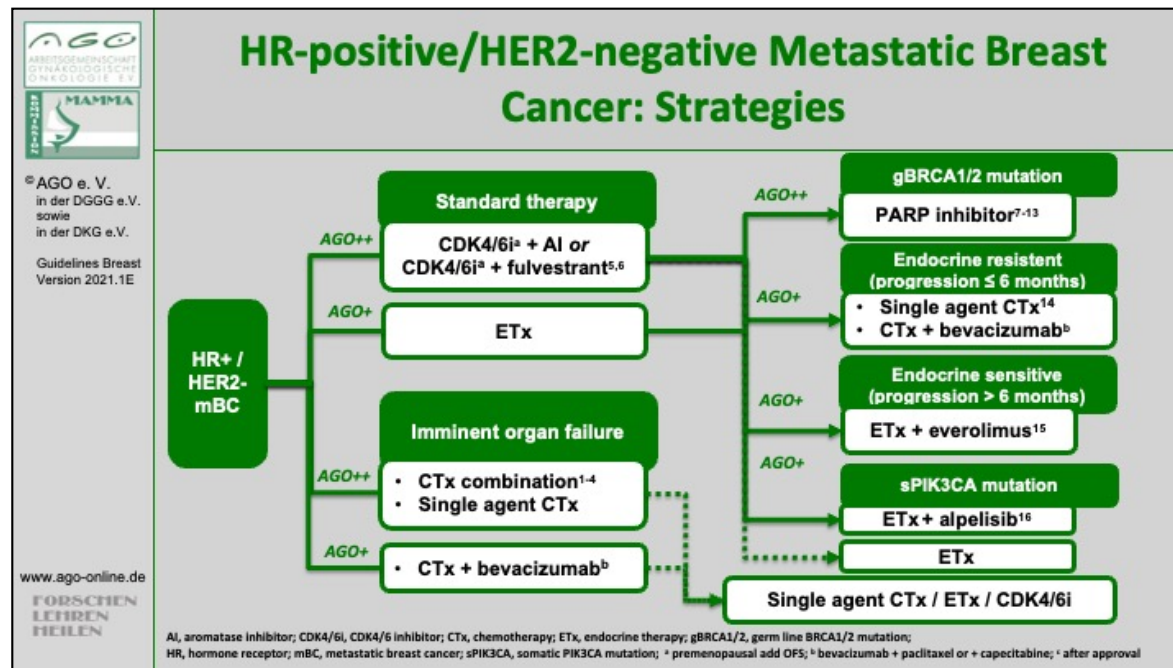 AGO
ARBEITSGEMEINSCHAFT
GYNÄKOLOGISCHE
ONKOLOGIE E.V.
KOMMISSION
MAMMA
© AGO e. V.
in der DGGG e.V.
sowie
in der DKG e.V.
Guidelines Breast
Version 2021.1E
www.ago-online.de
FORSCHEN
LEHREN
HEILEN
HR-positive/HER2-negative Metastatic Breast
Cancer: Strategies
HR+ /
HER2-
mBC
AGO++
Standard therapy
CDK4/6iᵃ + AI or
CDK4/6iᵃ + fulvestrant⁵,⁶
AGO+
ETx
Imminent organ failure
AGO++
• CTx combination¹⁻⁴
• Single agent CTx
AGO+
• CTx + bevacizumabᵇ
gBRCA1/2 mutation
AGO++
PARP inhibitor⁷⁻¹³
Endocrine resistent
(progression ≤ 6 months)
AGO+
• Single agent CTx¹⁴
• CTx + bevacizumabᵇ
Endocrine sensitive
(progression > 6 months)
AGO+
ETx + everolimus¹⁵
AGO+
sPIK3CA mutation
ETx + alpelisib¹⁶
ETx
Single agent CTx / ETx / CDK4/6i
AI, aromatase inhibitor; CDK4/6i, CDK4/6 inhibitor; CTx, chemotherapy; ETx, endocrine therapy; gBRCA1/2, germ line BRCA1/2 mutation;
HR, hormone receptor; mBC, metastatic breast cancer; sPIK3CA, somatic PIK3CA mutation; ᵃ premenopausal add OFS; ᵇ bevacizumab + paclitaxel or + capecitabine; ᶜ after approval